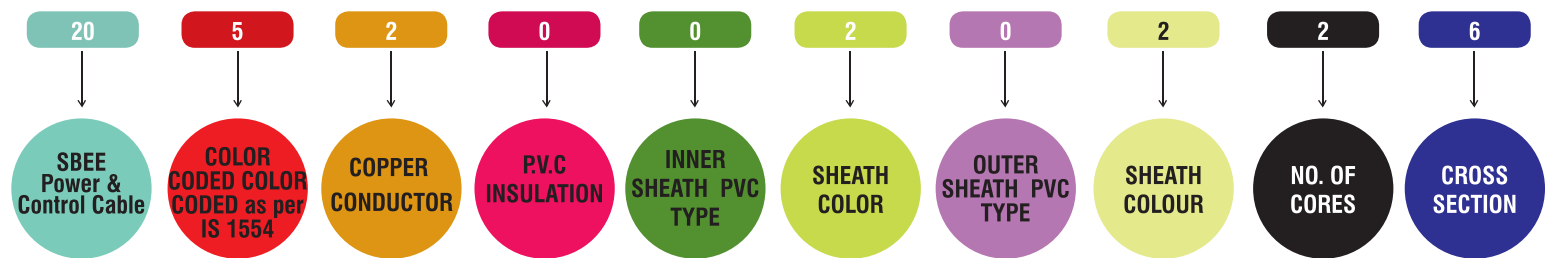 20 5 2 0 0 2 0 2 2 6
SBEE
Power &
Control Cable
COLOR
CODED COLOR
CODED as per
IS 1554
COPPER
CONDUCTOR
P.V.C
INSULATION
INNER
SHEATH PVC
TYPE
SHEATH
COLOR
OUTER
SHEATH PVC
TYPE
SHEATH
COLOUR
NO. OF
CORES
CROSS
SECTION